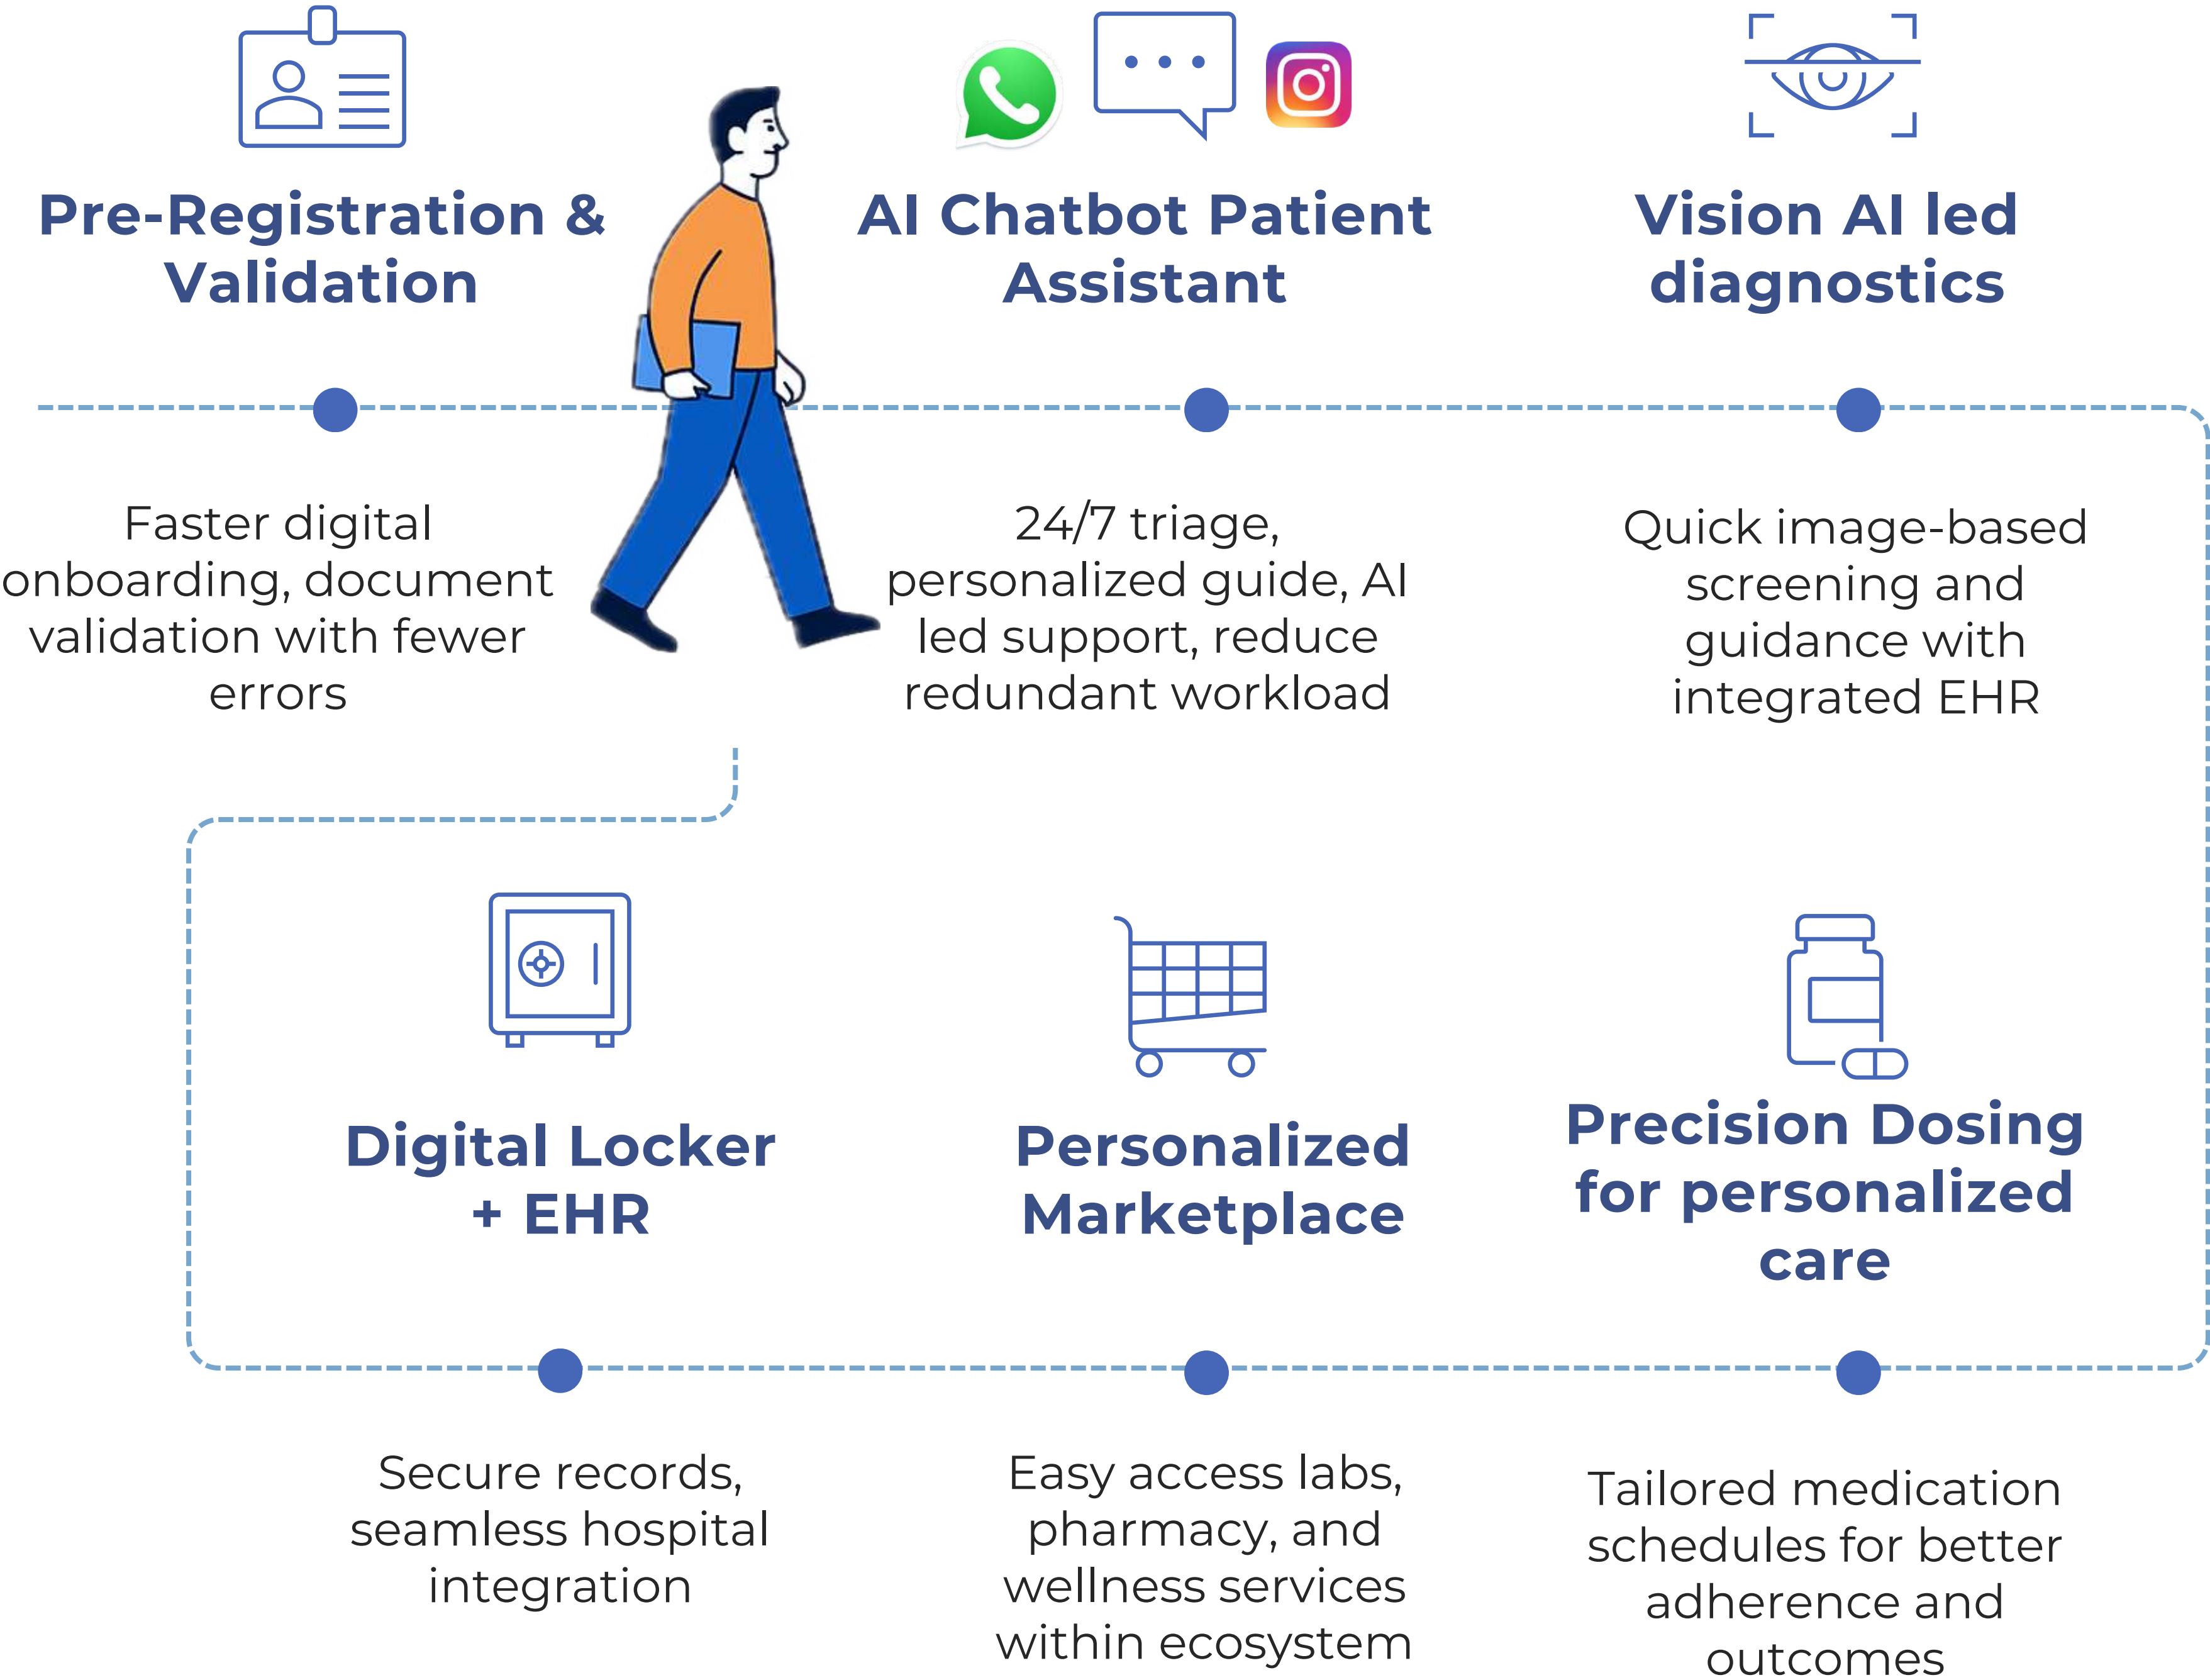 Pre-Registration &
Validation
Faster digital
onboarding, document
validation with fewer
errors
AI Chatbot Patient
Assistant
24/7 triage,
personalized guide, AI
led support, reduce
redundant workload
Vision AI led
diagnostics
Quick image-based
screening and
guidance with
integrated EHR
Digital Locker
+ EHR
Secure records,
seamless hospital
integration
Personalized
Marketplace
Easy access labs,
pharmacy, and
wellness services
within ecosystem
Precision Dosing
for personalized
care
Tailored medication
schedules for better
adherence and
outcomes